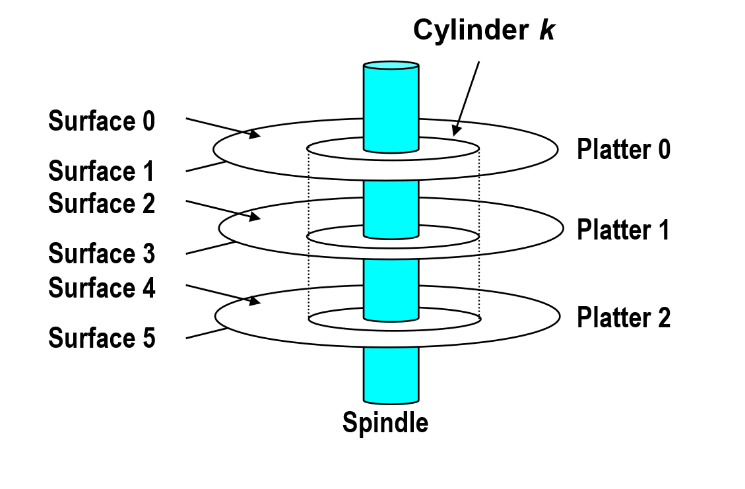 Cylinder k
Surface 0
Surface 1
Surface 2
Surface 3
Surface 4
Surface 5
Platter 0
Platter 1
Platter 2
Spindle